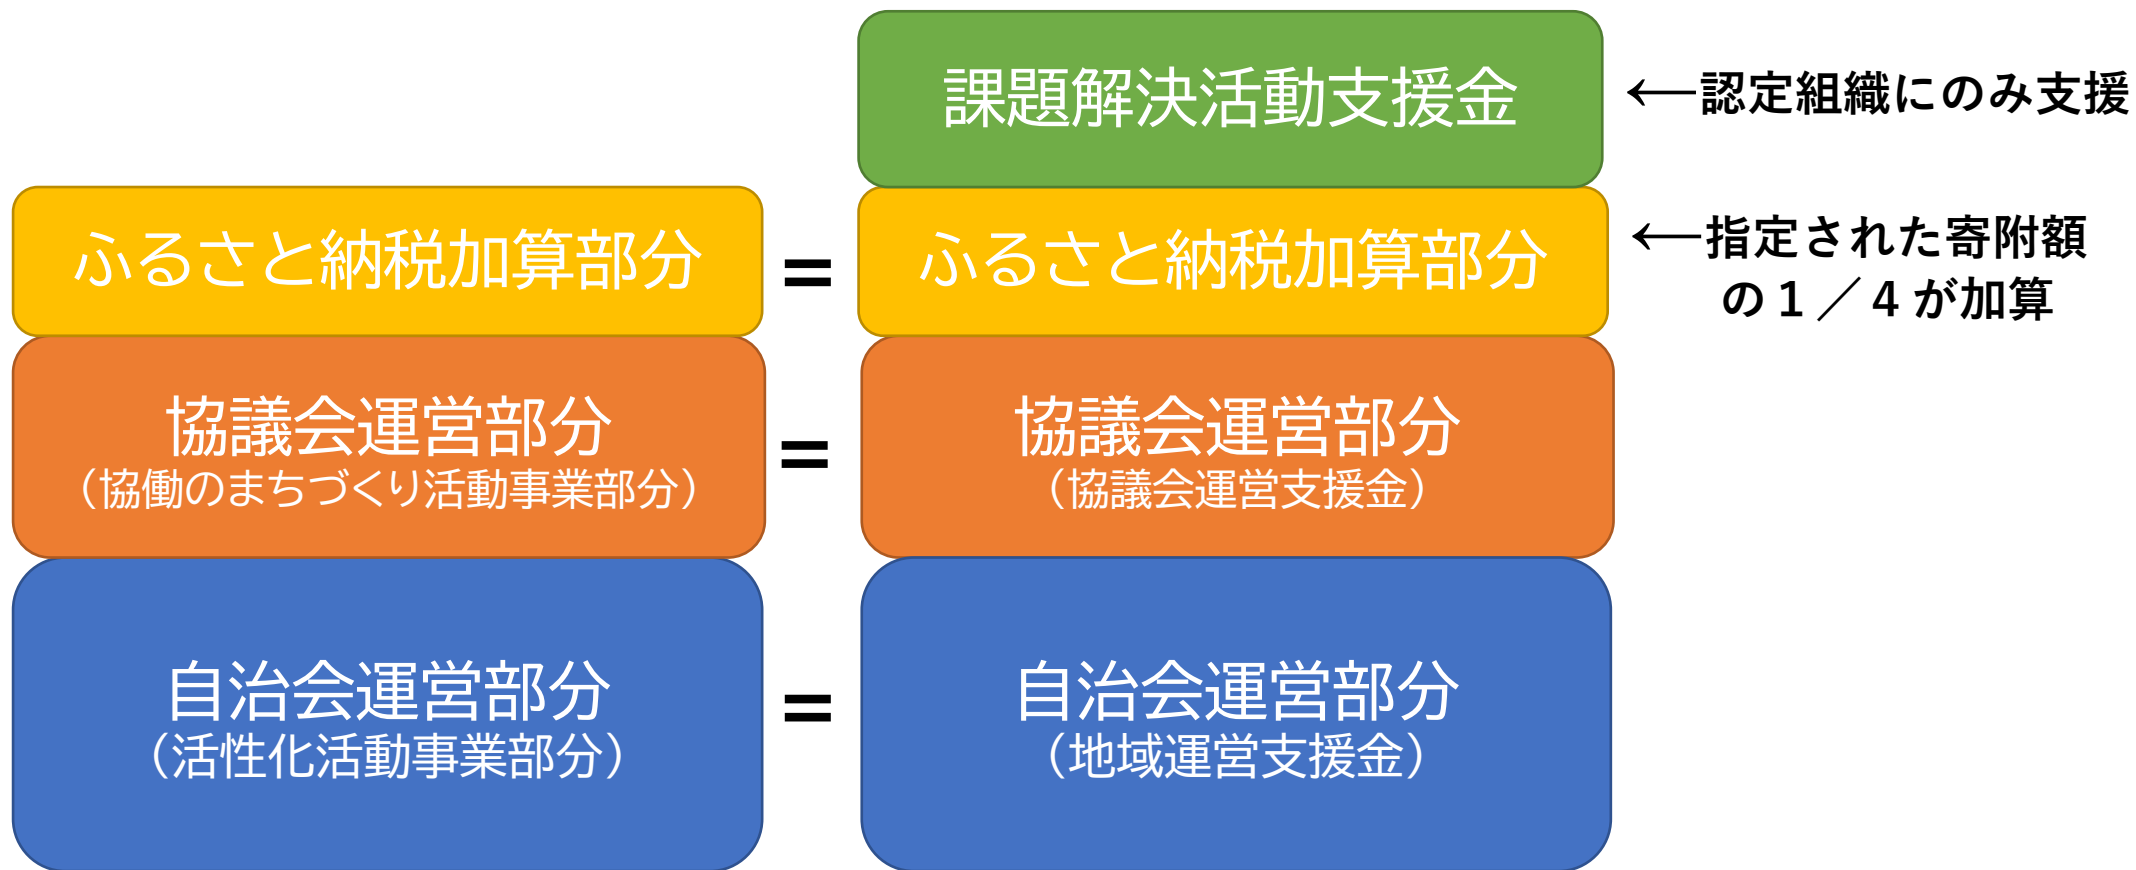 課題解決活動支援金
←認定組織にのみ支援
ふるさと納税加算部分
=
ふるさと納税加算部分
←指定された寄附額
の1／4が加算
協議会運営部分
（協働のまちづくり活動事業部分）
=
協議会運営部分
（協議会運営支援金）
自治会運営部分
（活性化活動事業部分）
=
自治会運営部分
（地域運営支援金）